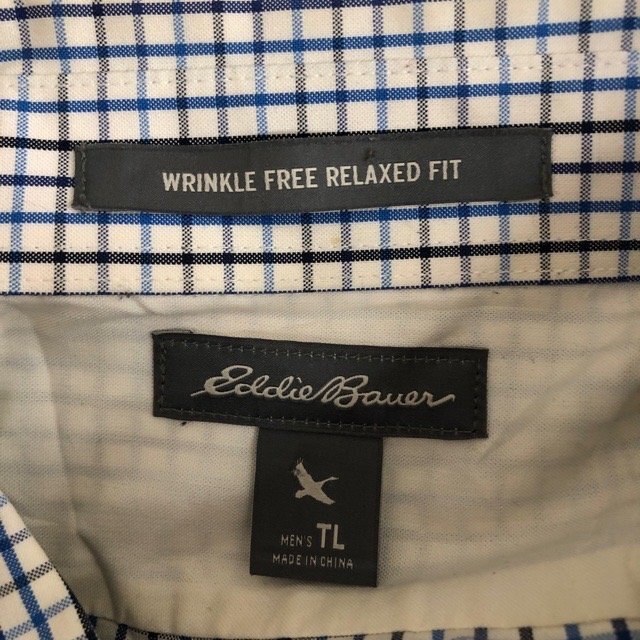 WRINKLE FREE RELAXED FIT
Eddie Bauer
MEN'S TL
MADE IN CHINA